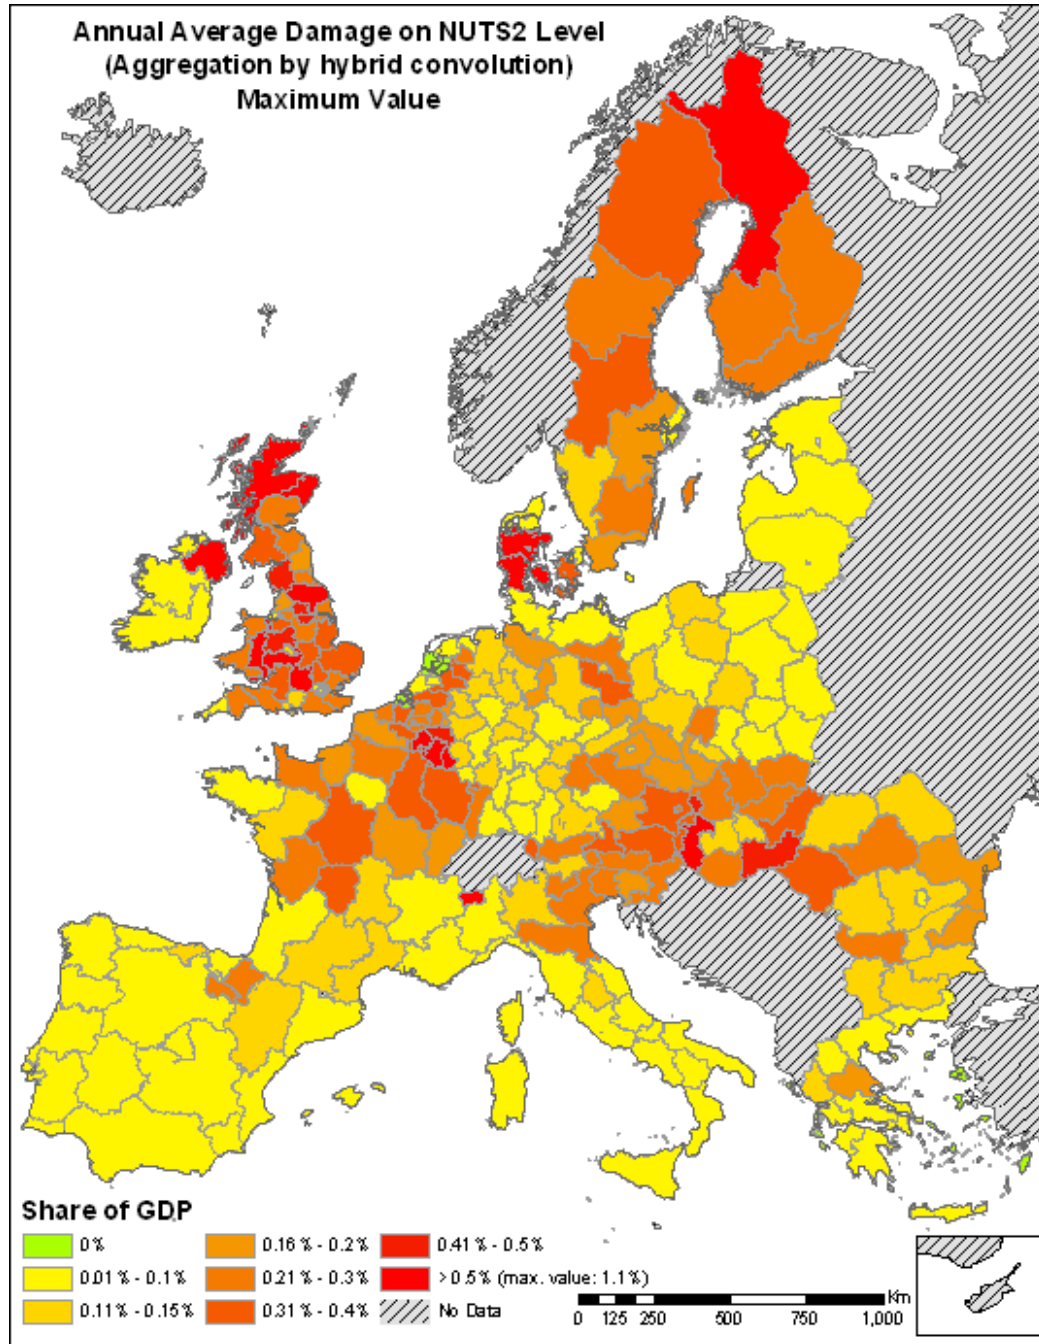 Annual Average Damage on NUTS2 Level
(Aggregation by hybrid convolution)
Maximum Value
Share of GDP
0%
0.01 % - 0.1 %
0.11 % - 0.15 %
0.16 % - 0.2 %
0.21 % - 0.3 %
0.31 % - 0.4 %
0.41 % - 0.5 %
> 0.5 % (max. value: 1.1 %)
No Data
Km
0 125 250 500 750 1,000